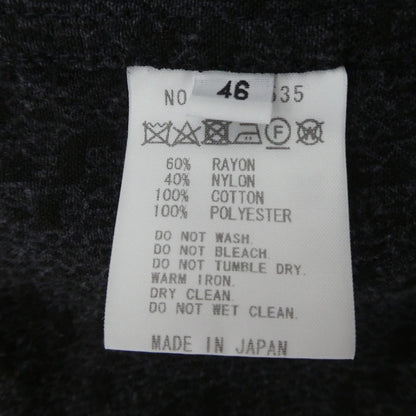 NO 46 535
F W
60% RAYON
40% NYLON
100% COTTON
100% POLYESTER
DO NOT WASH.
DO NOT BLEACH.
DO NOT TUMBLE DRY.
WARM IRON.
DRY CLEAN.
DO NOT WET CLEAN.
MADE IN JAPAN